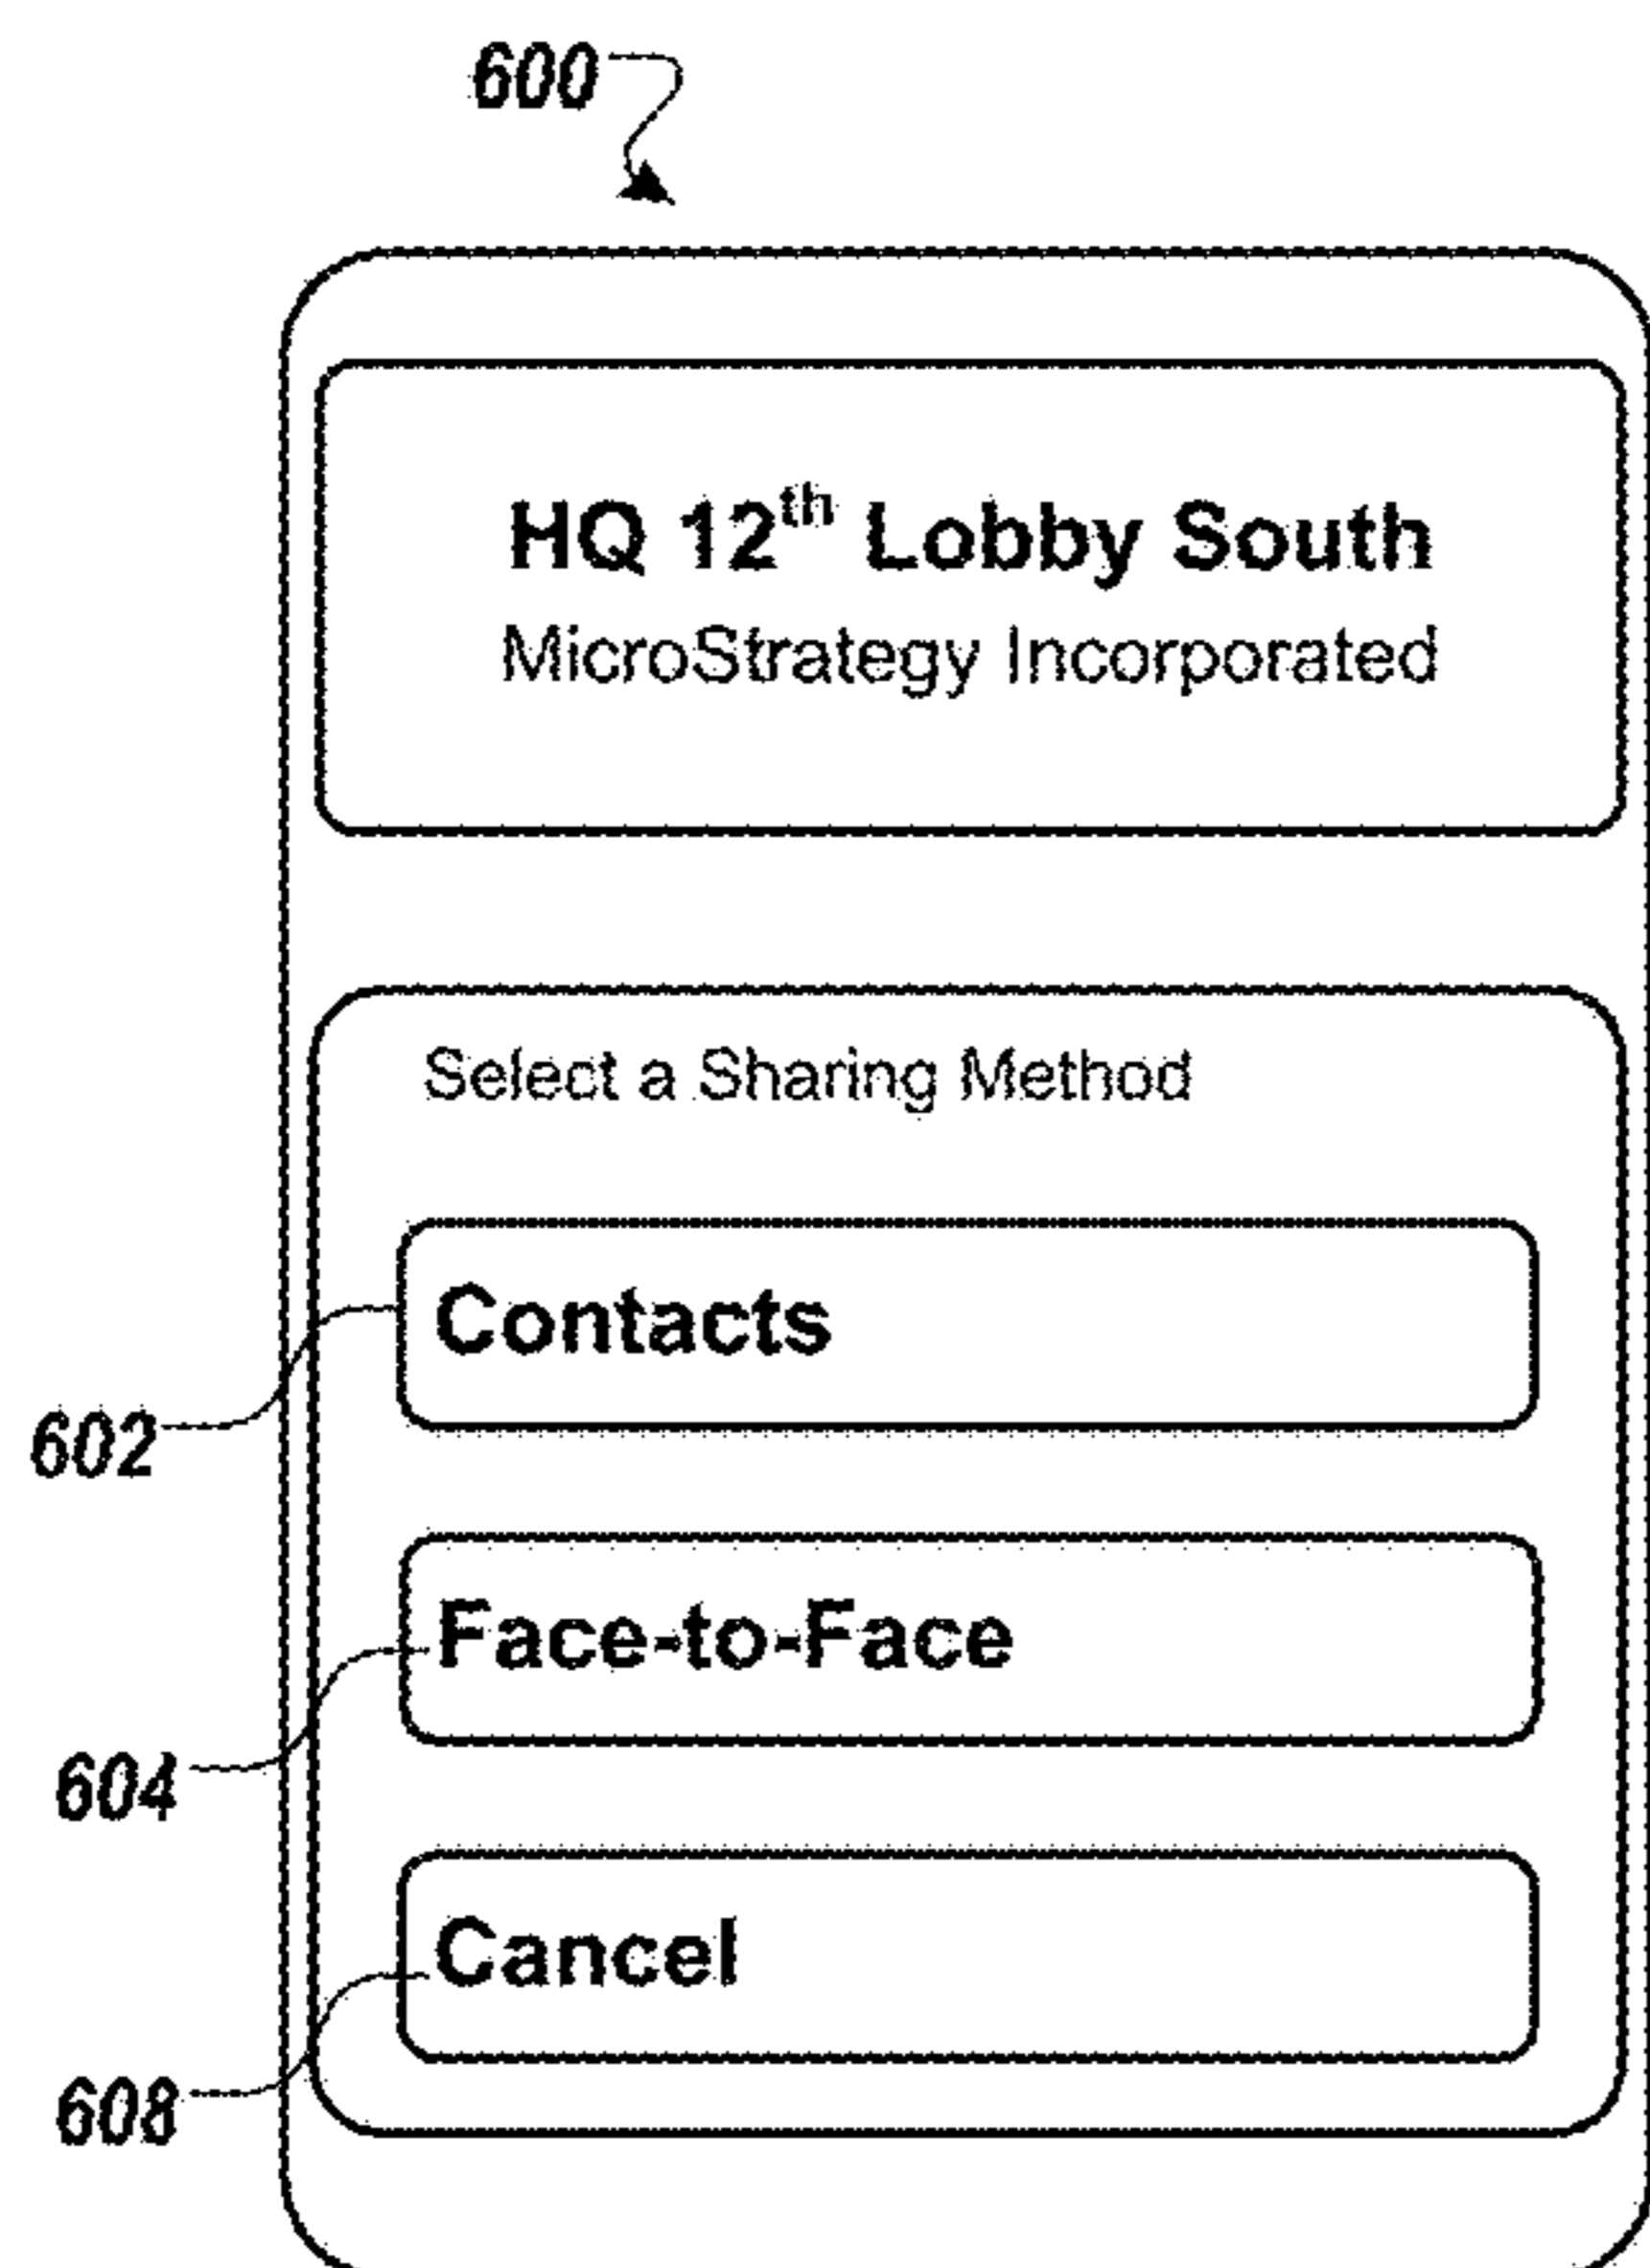 600
HQ 12th Lobby South
MicroStrategy Incorporated
Select a Sharing Method
Contacts
602
Face-to-Face
604
Cancel
608